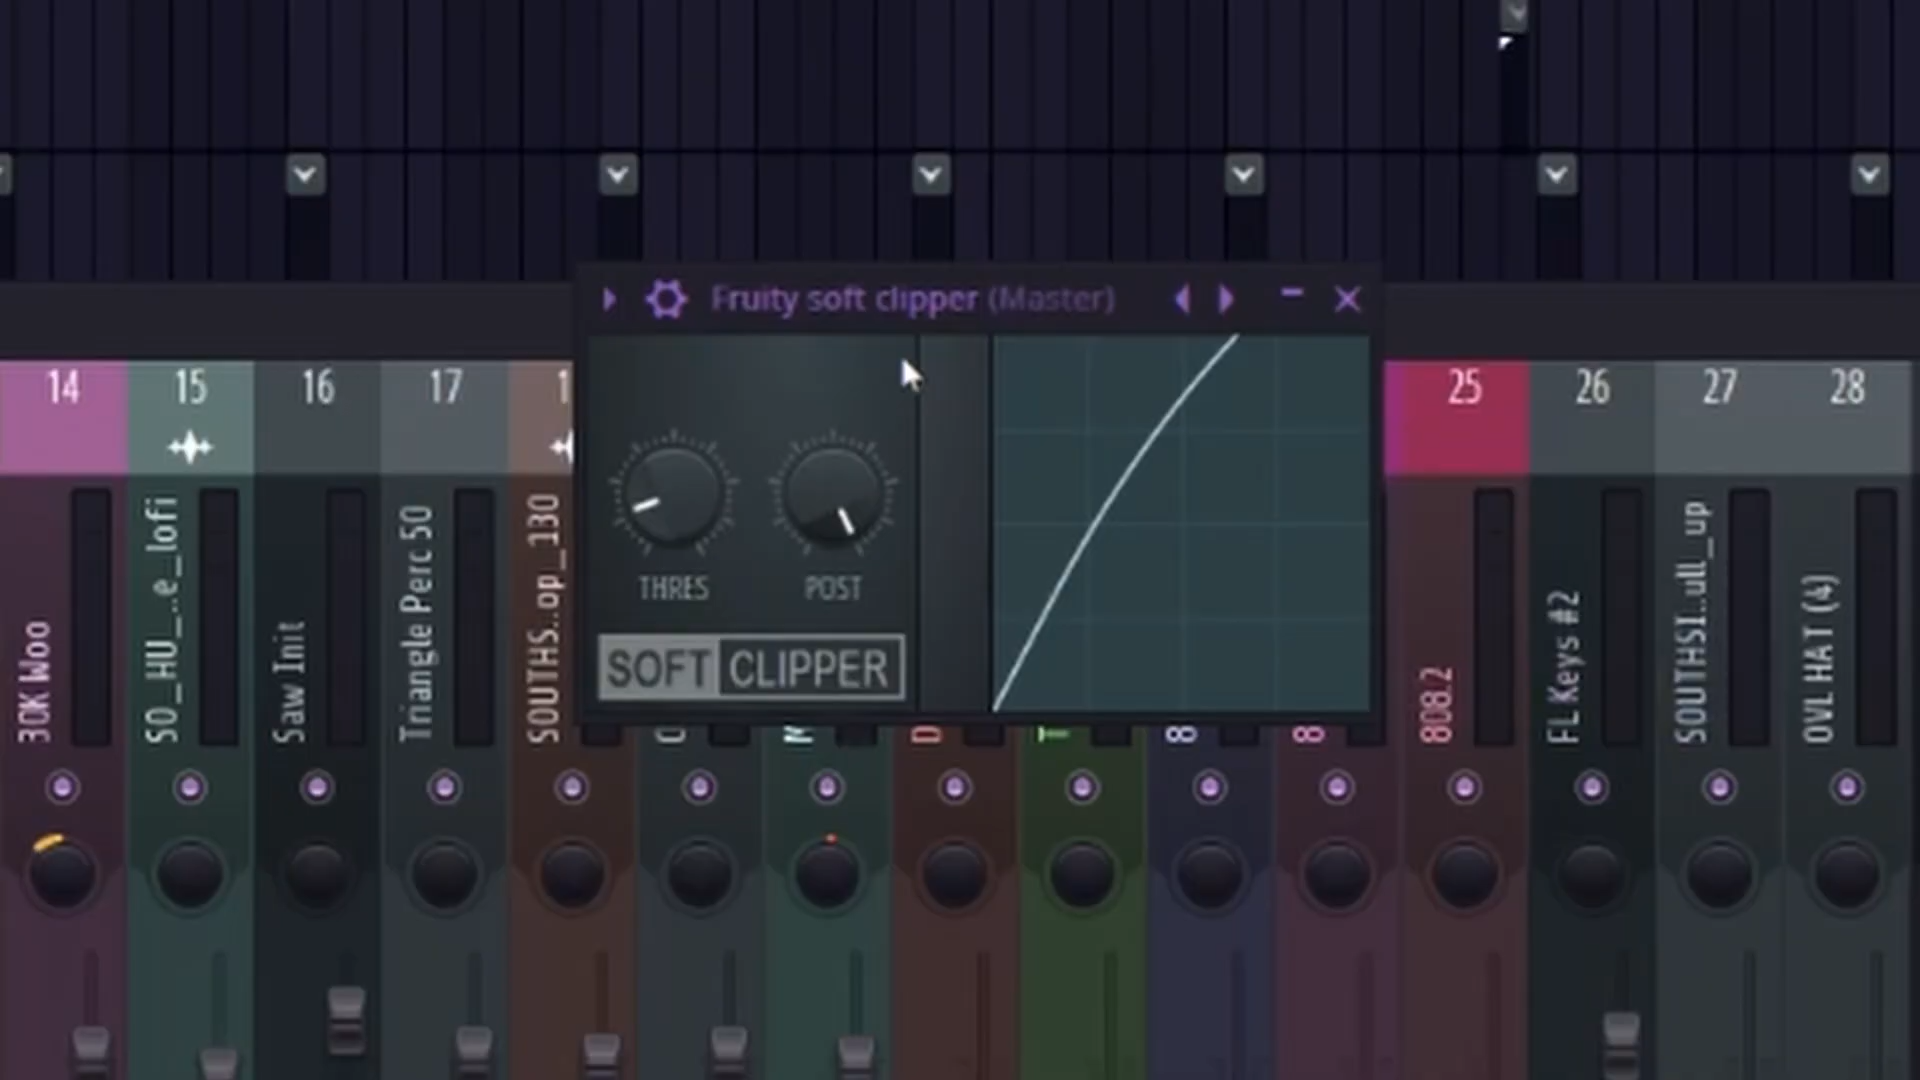 Fruity soft clipper (Master)
14
15
16
17
25
26
27
28
THRES
POST
SOFT CLIPPER
30K Woo
SO_HU_..e_lofi
Saw Init
Triangle Perc 50
SOUTHS..op_130
808.2
FL Keys #2
SOUTHSI..ull_up
OVL HAT (4)